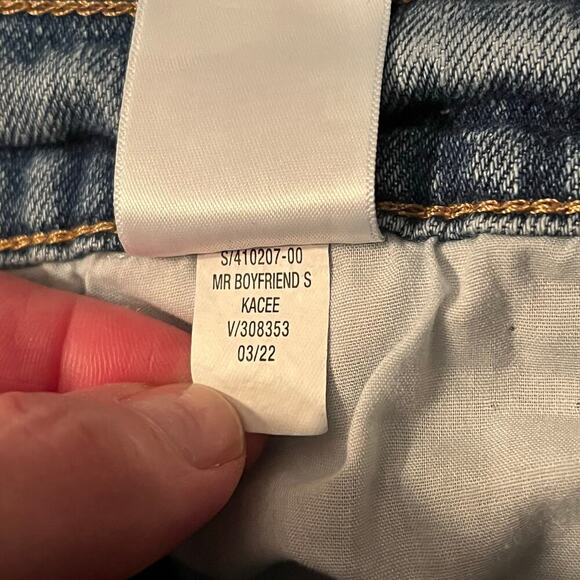 S/410207-00
MR BOYFRIEND S
KACEE
V/308353
03/22